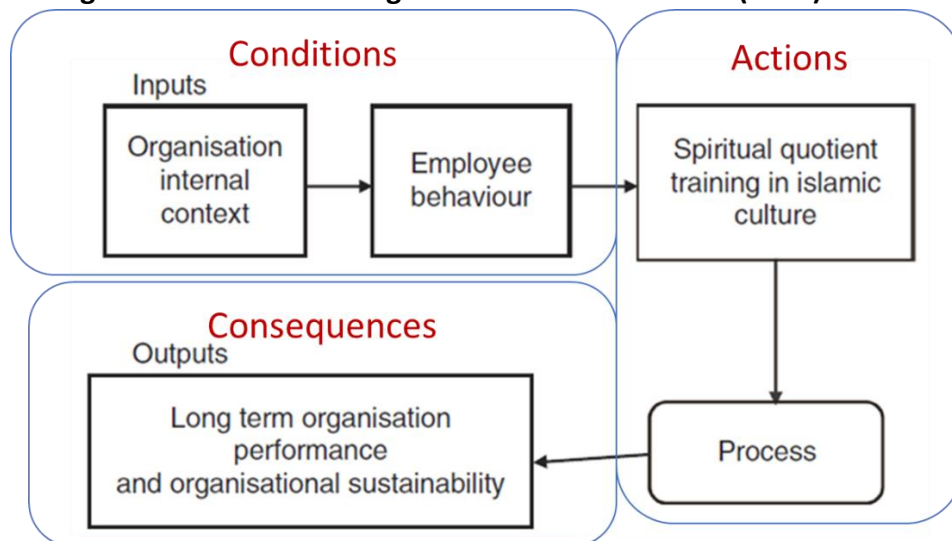 Conditions
Actions
Inputs
Organisation
internal
context
Employee
behaviour
Spiritual quotient
training in islamic
culture
Consequences
Outputs
Long term organisation
performance
and organisational sustainability
Process